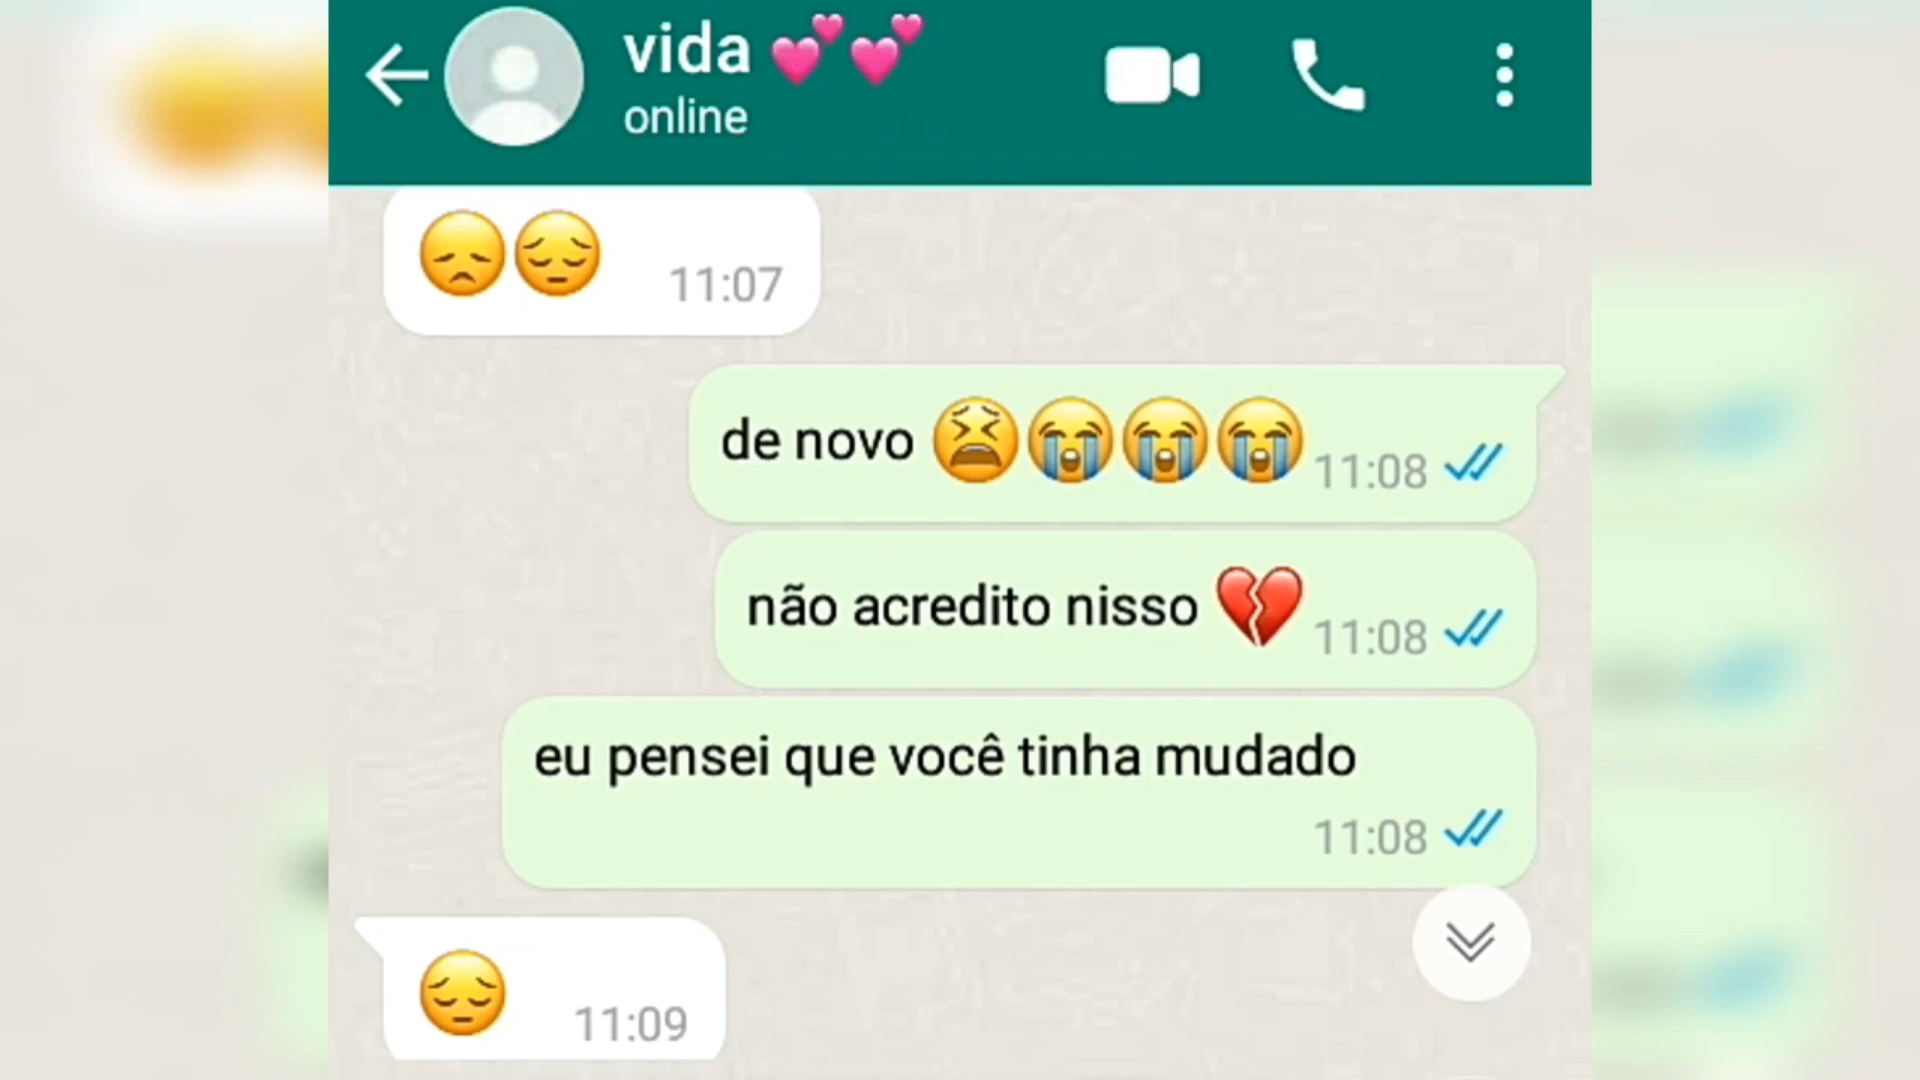 vida 💕💕
online
😞😔 11:07
de novo 😫😭😭😭 11:08
não acredito nisso 💔 11:08
eu pensei que você tinha mudado
11:08
😔 11:09